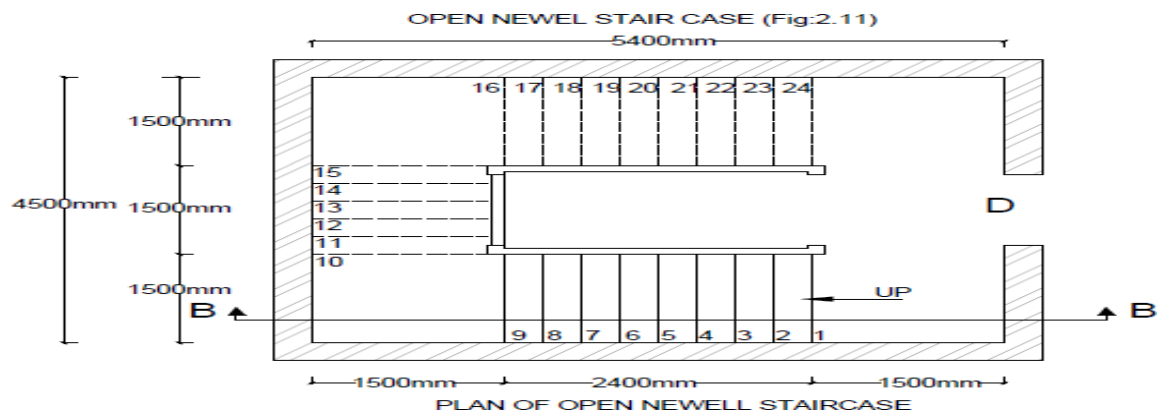 OPEN NEWEL STAIR CASE (Fig:2.11)
5400mm
16 17 18 19 20 21 22 23 24
1500mm
15
14
4500mm
1500mm
13
D
12
11
10
1500mm
UP
B
B
9 8 7 6 5 4 3 2 1
1500mm
2400mm
1500mm
PLAN OF OPEN NEWELL STAIRCASE